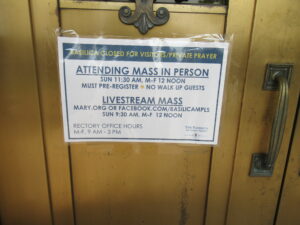 BASILICA CLOSED FOR VISITORS/PRIVATE PRAYER
ATTENDING MASS IN PERSON
SUN 11:30 AM, M-F 12 NOON
MUST PRE-REGISTER • NO WALK UP GUESTS
LIVESTREAM MASS
MARY.ORG OR FACEBOOK.COM/BASILICAMPLS
SUN 9:30 AM, M-F 12 NOON
RECTORY OFFICE HOURS
M-F, 9 AM - 3 PM